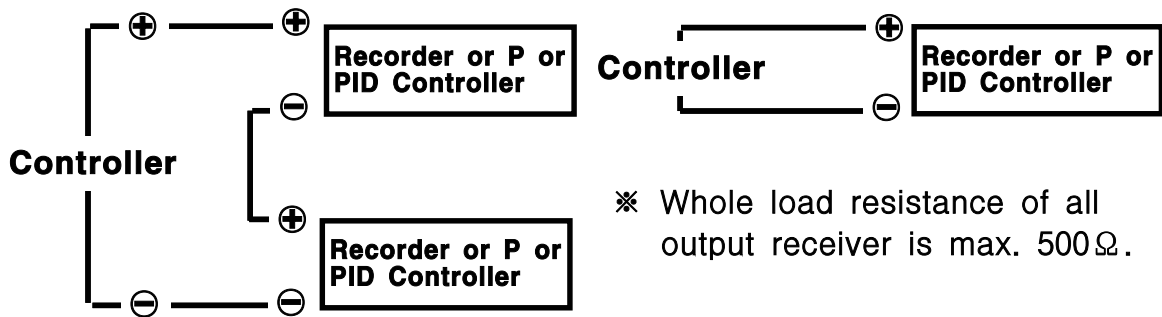 ⊕ ⊕
Recorder or P or
PID Controller
⊖
Controller
⊕
Recorder or P or
PID Controller
⊖ ⊖
⊕
Controller
Recorder or P or
PID Controller
⊖
※ Whole load resistance of all
output receiver is max. 500Ω.